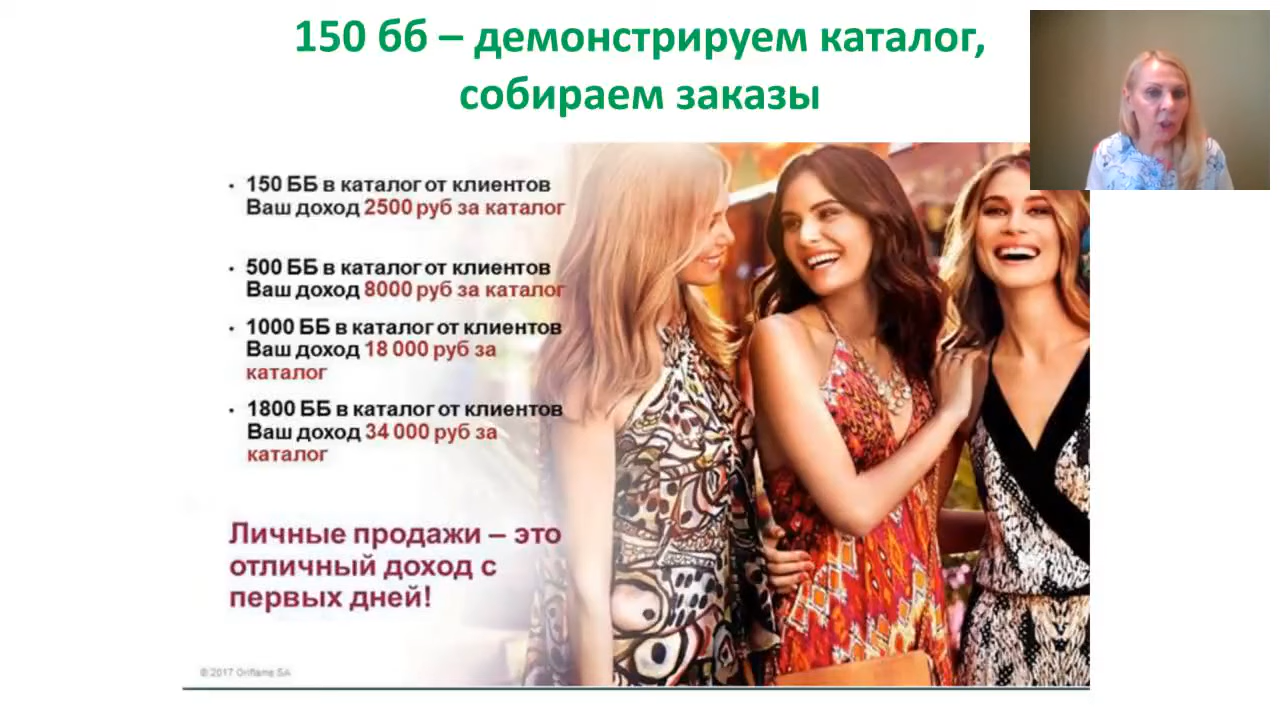 150 бб – демонстрируем каталог,
собираем заказы
• 150 ББ в каталог от клиентов
Ваш доход 2500 руб за каталог
• 500 ББ в каталог от клиентов
Ваш доход 8000 руб за каталог
• 1000 ББ в каталог от клиентов
Ваш доход 18 000 руб за
каталог
• 1800 ББ в каталог от клиентов
Ваш доход 34 000 руб за
каталог
Личные продажи – это
отличный доход с
первых дней!
© 2017 Oriflame SA